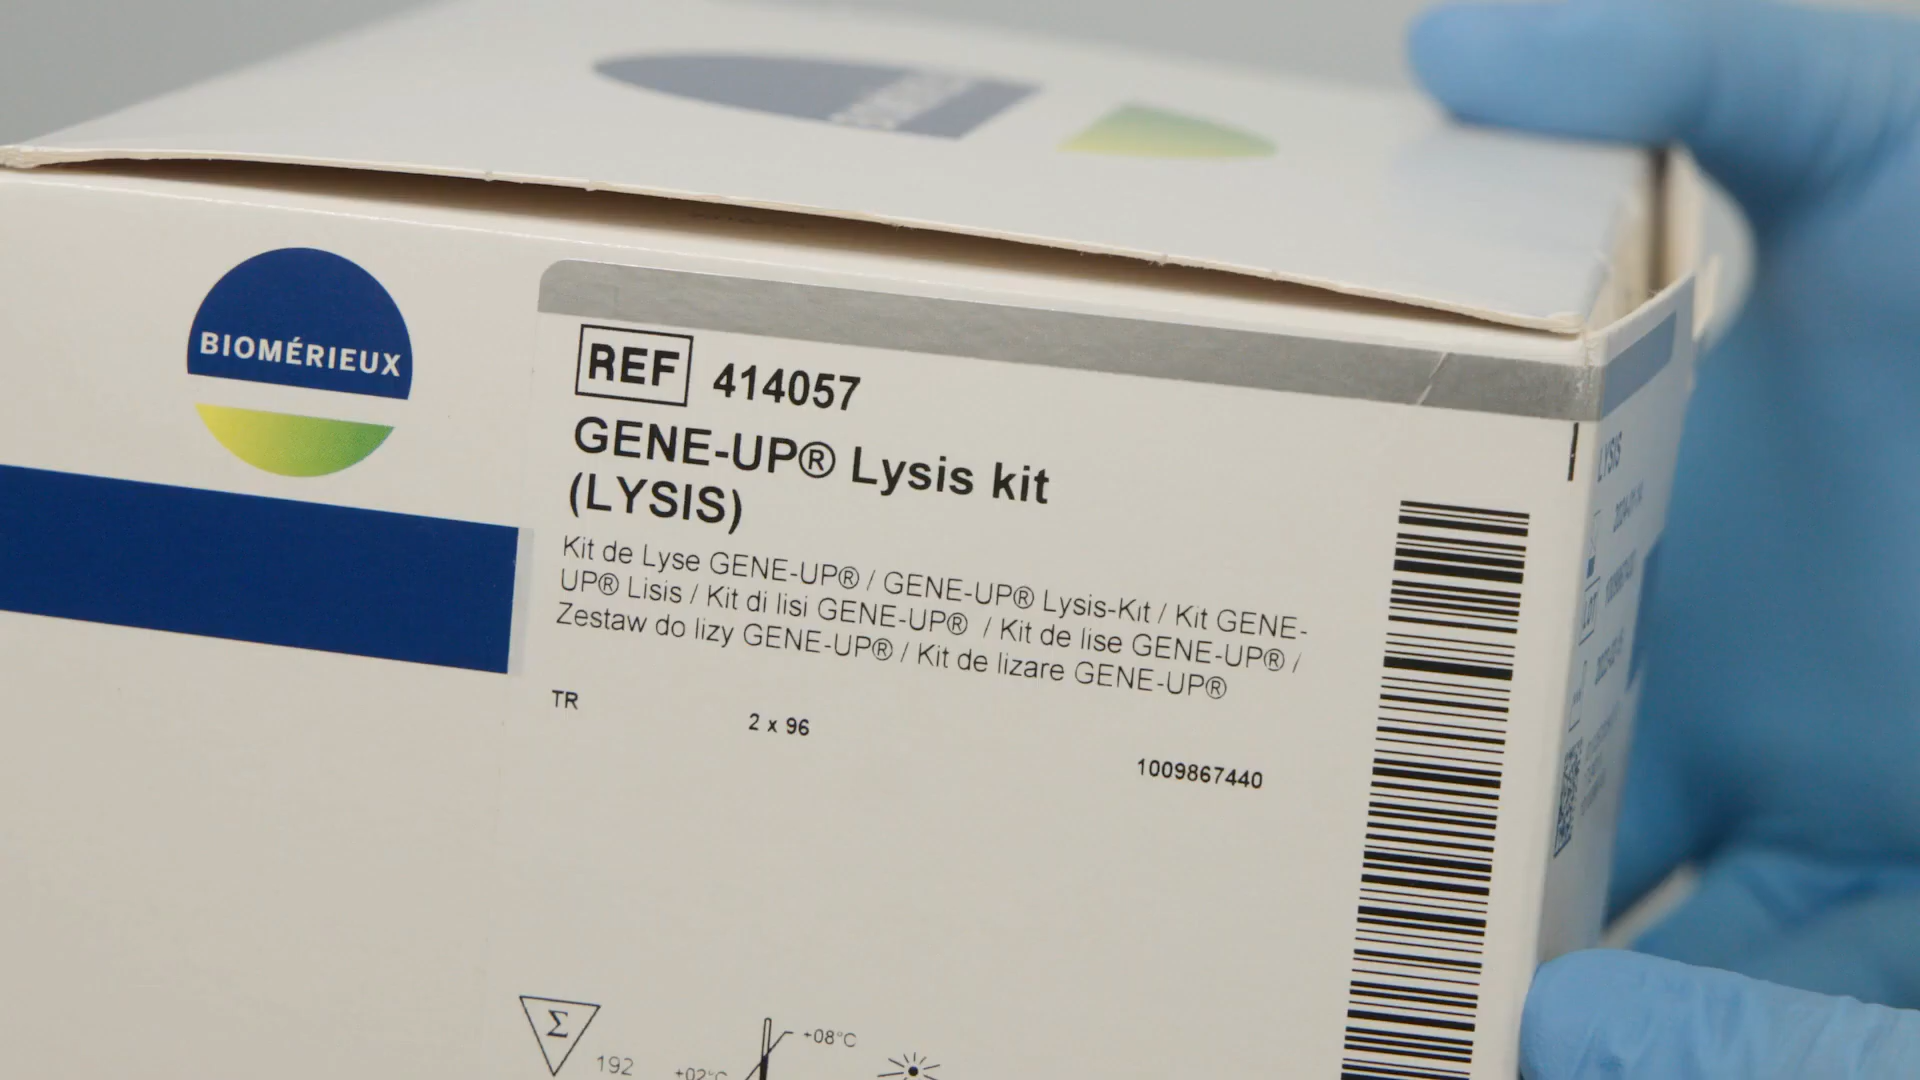 BIOMÉRIEUX
REF 414057
GENE-UP® Lysis kit
(LYSIS)
Kit de Lyse GENE-UP® / GENE-UP® Lysis-Kit / Kit GENE-
UP® Lisis / Kit di lisi GENE-UP® / Kit de lise GENE-UP® /
Zestaw do lizy GENE-UP® / Kit de lizare GENE-UP®
TR
2 x 96
1009867440
Σ
192
+02°C
+08°C
LYSIS
LOT